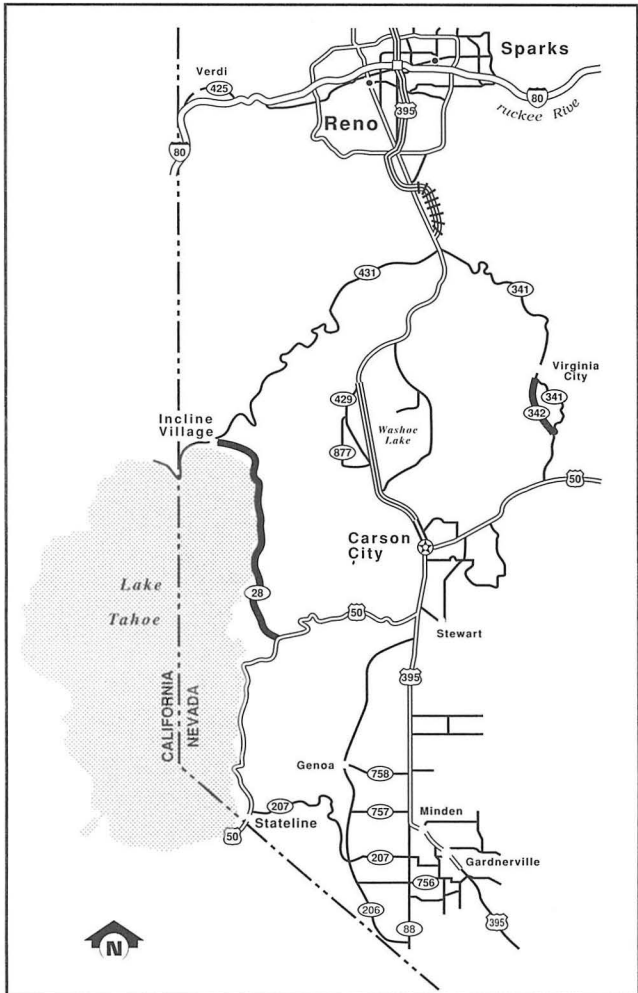 Sparks
Verdi
425
80
ruckee Rive
395
Reno
80
431
341
Virginia
City
341
342
429
Washoe
Lake
877
Incline
Village
50
Carson
City
Lake
Tahoe
28
50
Stewart
395
CALIFORNIA
NEVADA
Genoa
758
207
757
Minden
Stateline
50
207
Gardnerville
756
206
88
395
N